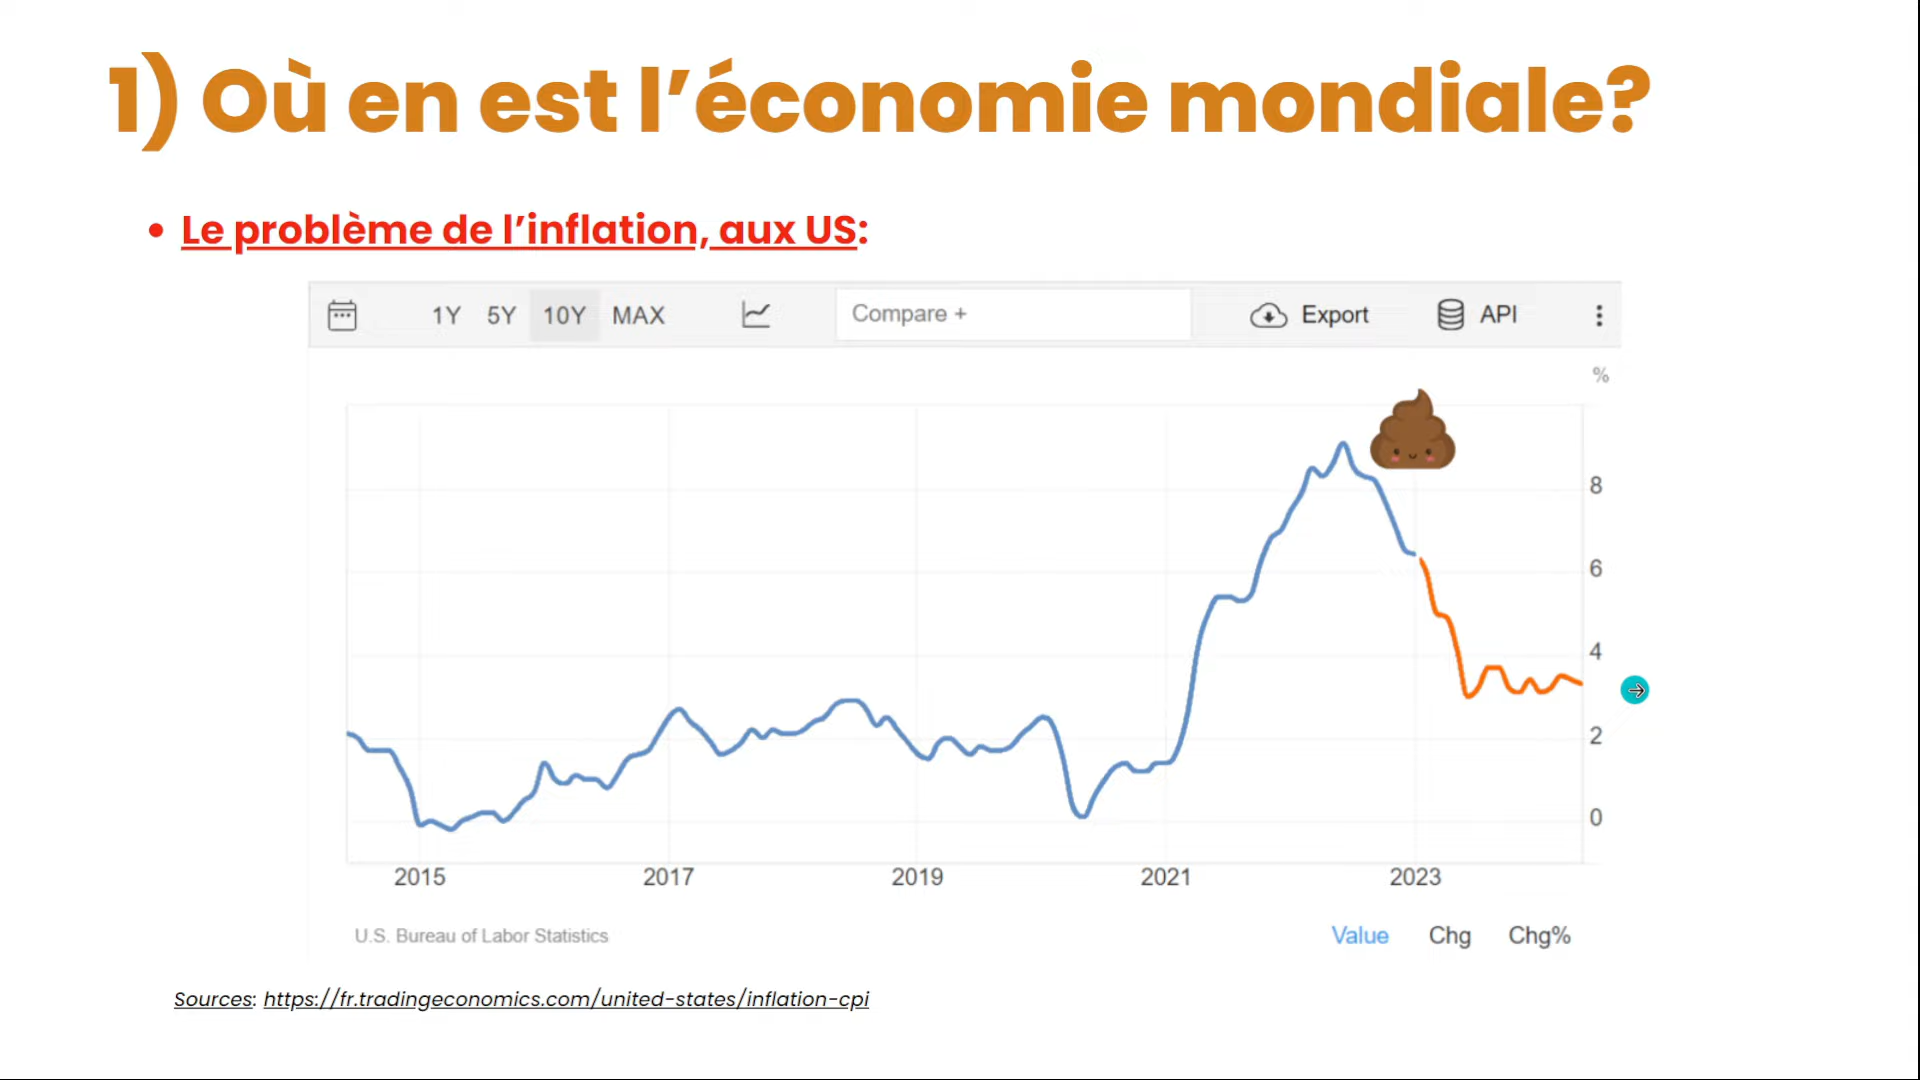 1) Où en est l’économie mondiale?
• Le problème de l’inflation, aux US:
1Y 5Y 10Y MAX Compare + Export API
%
8
6
4
2
0
2015 2017 2019 2021 2023
U.S. Bureau of Labor Statistics Value Chg Chg%
Sources: https://fr.tradingeconomics.com/united-states/inflation-cpi